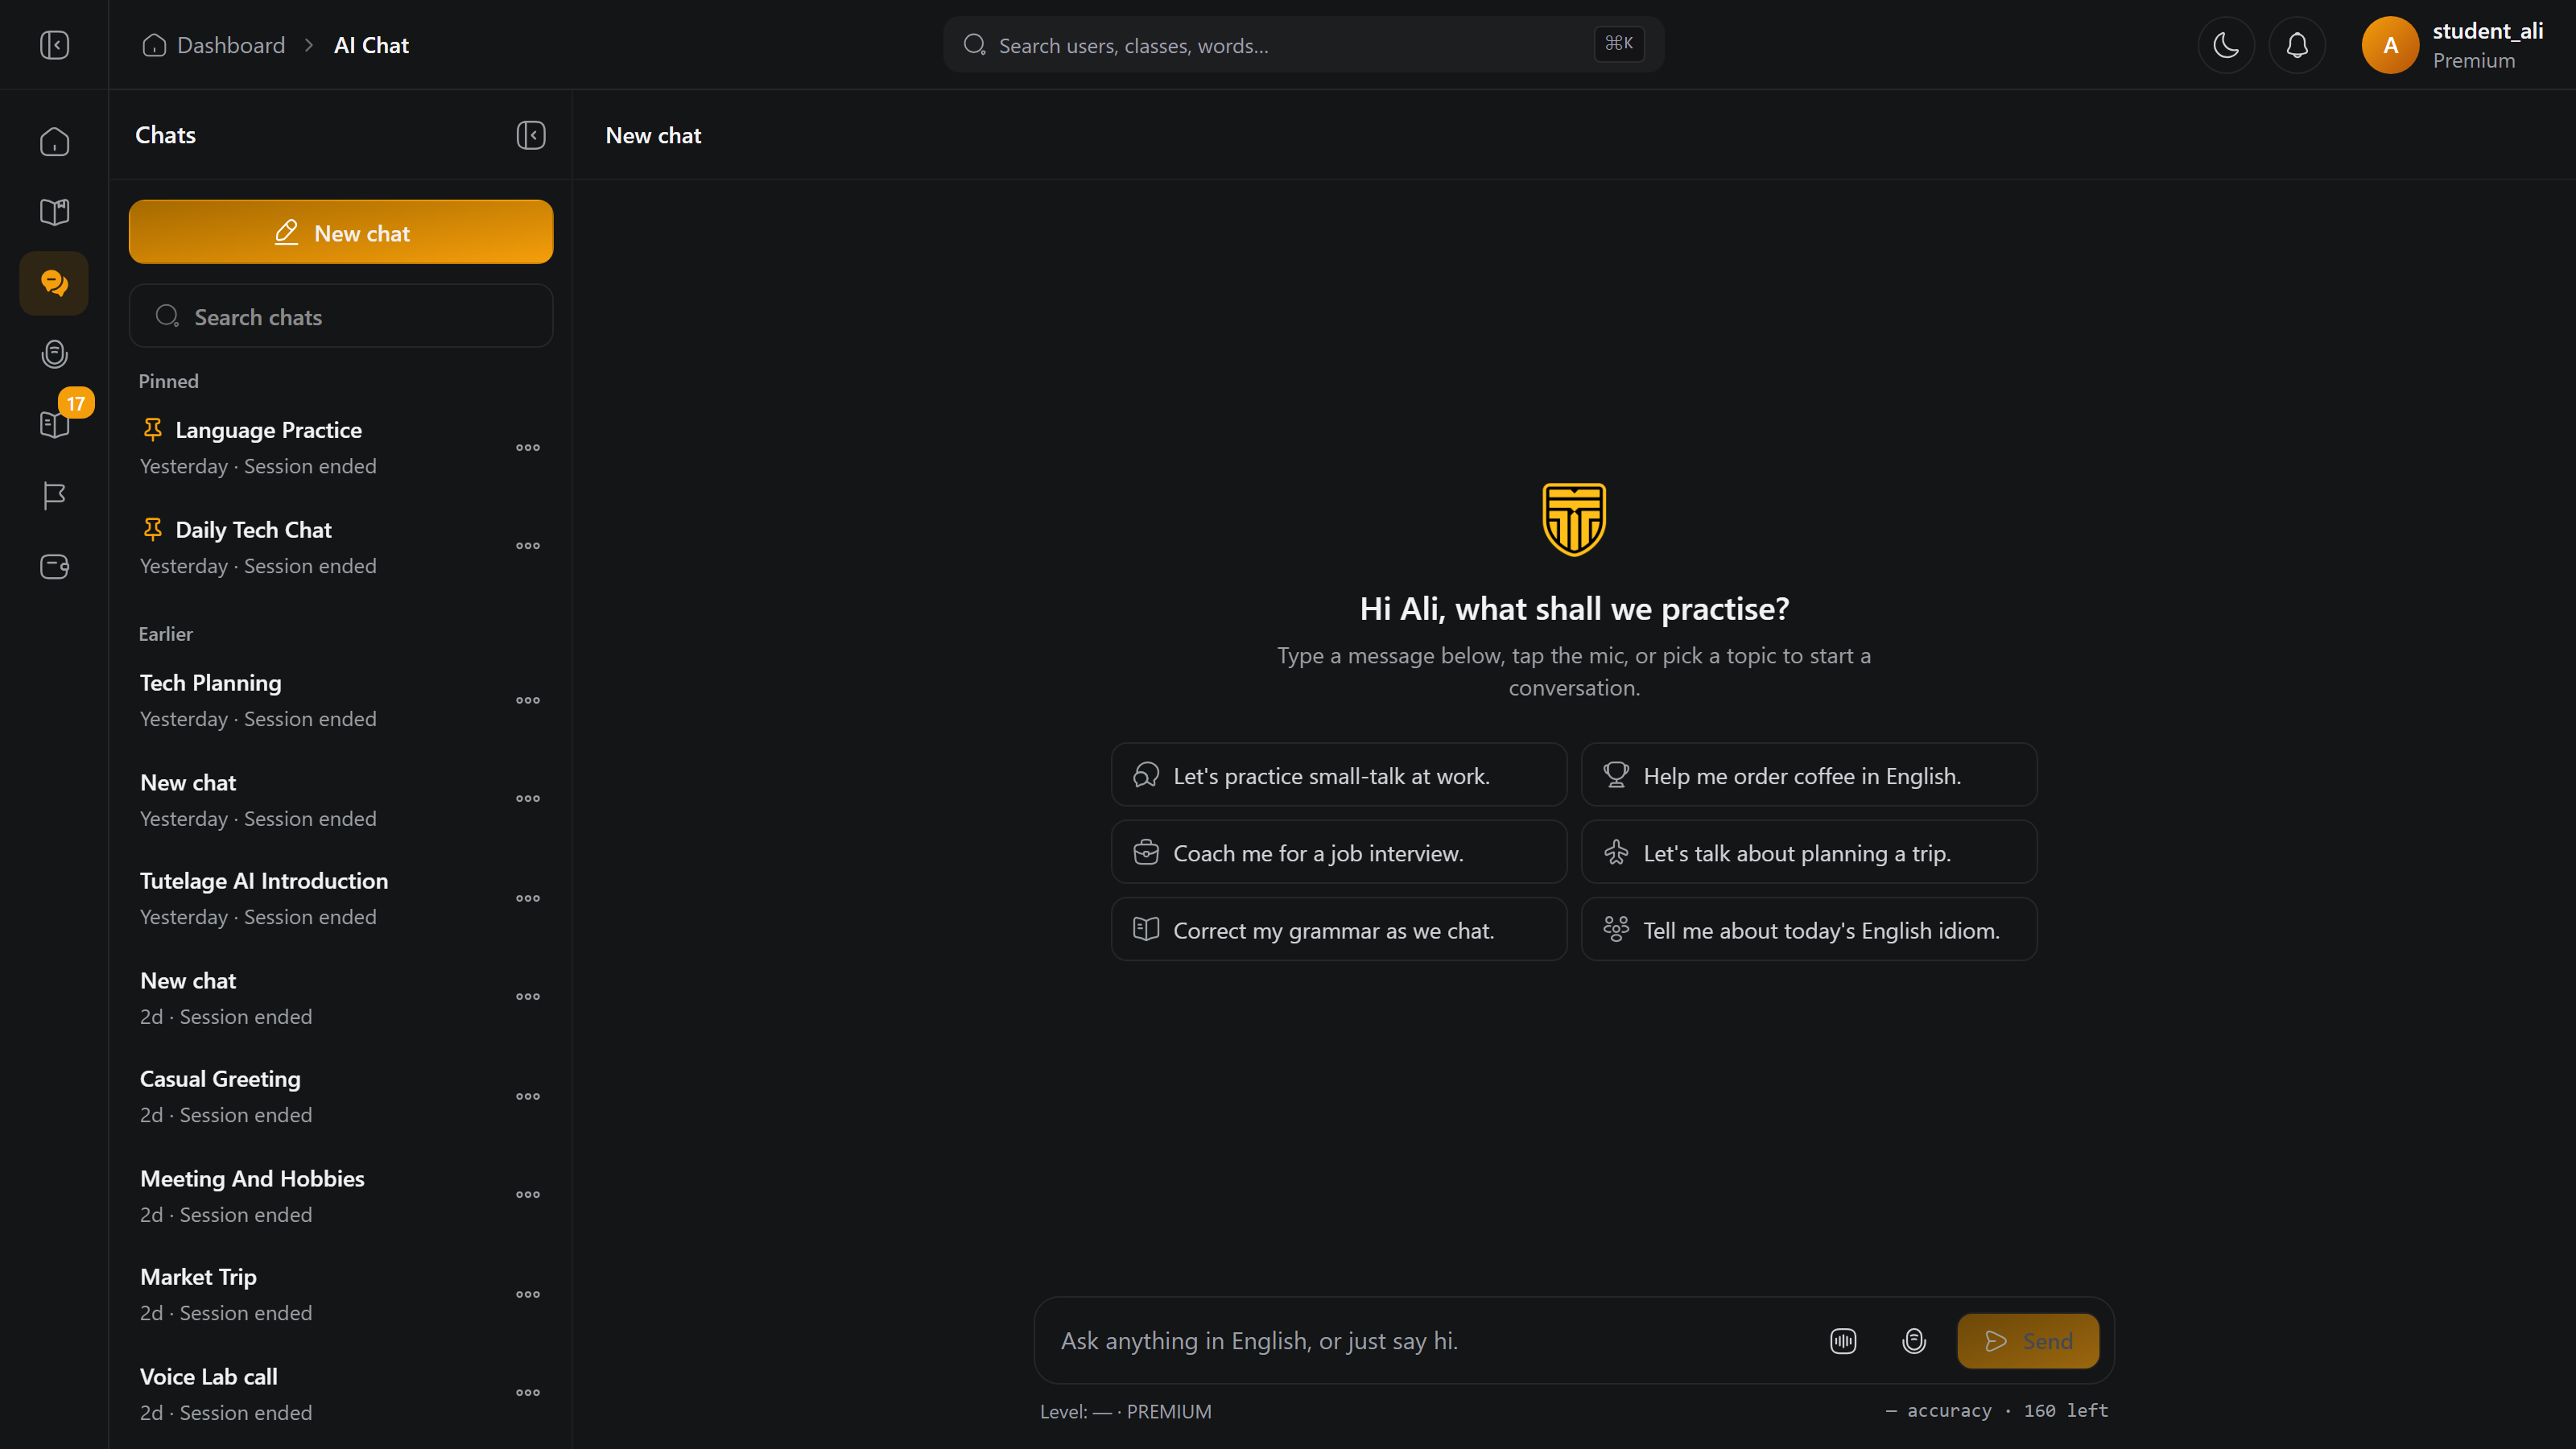 Dashboard
AI Chat
Search users, classes, words...
⌘K
A
student_ali
Premium
17
Chats
New chat
Search chats
Pinned
Language Practice
Yesterday · Session ended
Daily Tech Chat
Yesterday · Session ended
Earlier
Tech Planning
Yesterday · Session ended
New chat
Yesterday · Session ended
Tutelage AI Introduction
Yesterday · Session ended
New chat
2d · Session ended
Casual Greeting
2d · Session ended
Meeting And Hobbies
2d · Session ended
Market Trip
2d · Session ended
Voice Lab call
2d · Session ended
New chat
Hi Ali, what shall we practise?
Type a message below, tap the mic, or pick a topic to start a
conversation.
Let's practice small-talk at work.
Help me order coffee in English.
Coach me for a job interview.
Let's talk about planning a trip.
Correct my grammar as we chat.
Tell me about today's English idiom.
Ask anything in English, or just say hi.
Send
Level: — · PREMIUM
— accuracy · 160 left